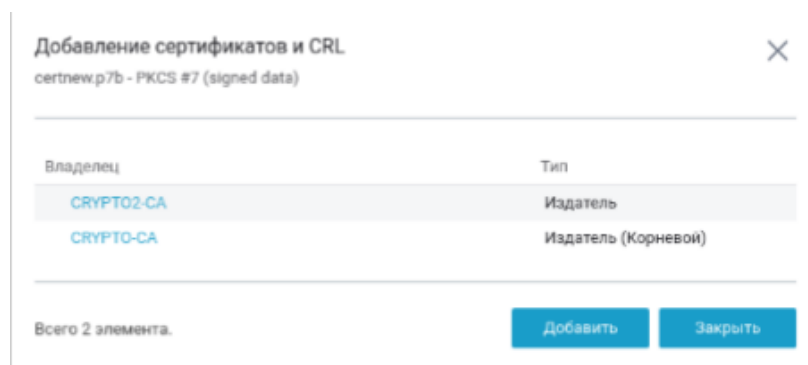 Добавление сертификатов и CRL
certnew.p7b - PKCS #7 (signed data)
Владелец Тип
CRYPTO2-CA Издатель
CRYPTO-CA Издатель (Корневой)
Всего 2 элемента. Добавить Закрыть